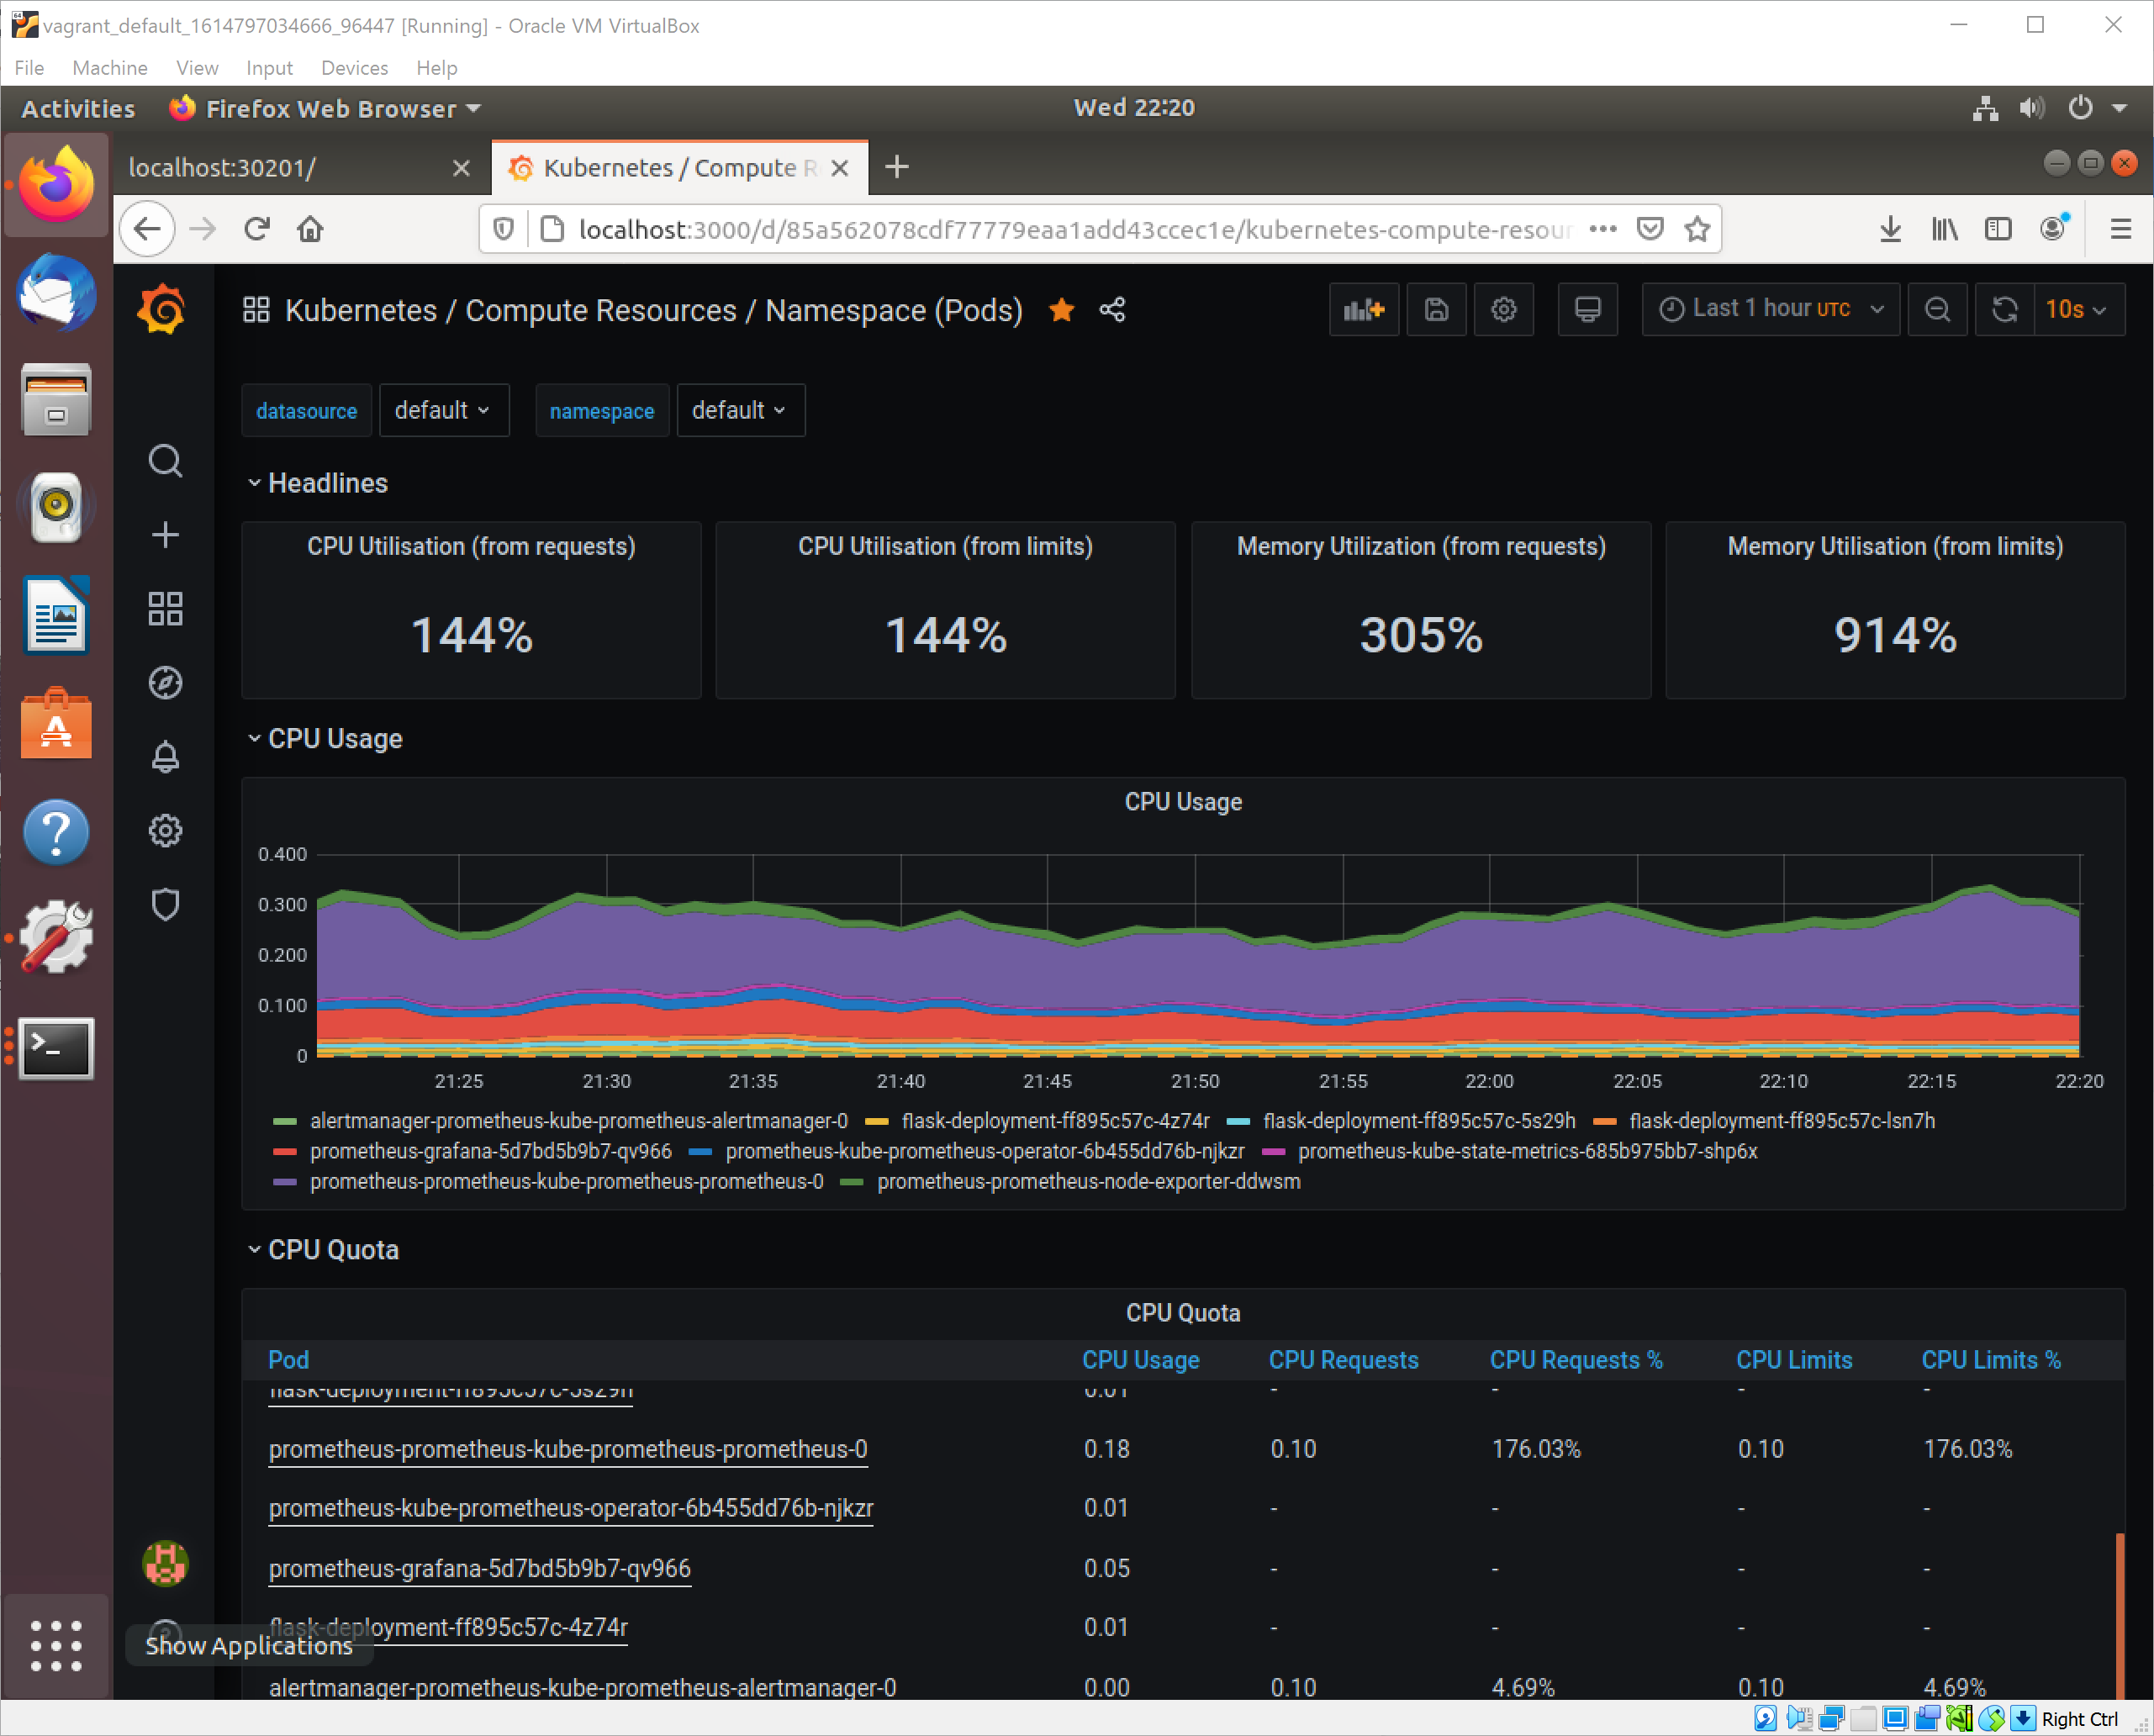 vagrant_default_1614797034666_96447 [Running] - Oracle VM VirtualBox
File Machine View Input Devices Help
Activities Firefox Web Browser Wed 22:20
localhost:30201/ Kubernetes / Compute R
localhost:3000/d/85a562078cdf77779eaa1add43ccec1e/kubernetes-compute-resour
Kubernetes / Compute Resources / Namespace (Pods) Last 1 hour UTC 10s
datasource default namespace default
Headlines
CPU Utilisation (from requests) CPU Utilisation (from limits) Memory Utilization (from requests) Memory Utilisation (from limits)
144% 144% 305% 914%
CPU Usage
CPU Usage
0.400
0.300
0.200
0.100
0
21:25 21:30 21:35 21:40 21:45 21:50 21:55 22:00 22:05 22:10 22:15 22:20
alertmanager-prometheus-kube-prometheus-alertmanager-0 flask-deployment-ff895c57c-4z74r flask-deployment-ff895c57c-5s29h flask-deployment-ff895c57c-lsn7h
prometheus-grafana-5d7bd5b9b7-qv966 prometheus-kube-prometheus-operator-6b455dd76b-njkzr prometheus-kube-state-metrics-685b975bb7-shp6x
prometheus-prometheus-kube-prometheus-prometheus-0 prometheus-prometheus-node-exporter-ddwsm
CPU Quota
CPU Quota
Pod CPU Usage CPU Requests CPU Requests % CPU Limits CPU Limits %
flask-deployment-ff895c57c-5s29h 0.01 - - - -
prometheus-prometheus-kube-prometheus-prometheus-0 0.18 0.10 176.03% 0.10 176.03%
prometheus-kube-prometheus-operator-6b455dd76b-njkzr 0.01 - - - -
prometheus-grafana-5d7bd5b9b7-qv966 0.05 - - - -
flask-deployment-ff895c57c-4z74r 0.01 - - - -
Show Applications
alertmanager-prometheus-kube-prometheus-alertmanager-0 0.00 0.10 4.69% 0.10 4.69%
Right Ctrl